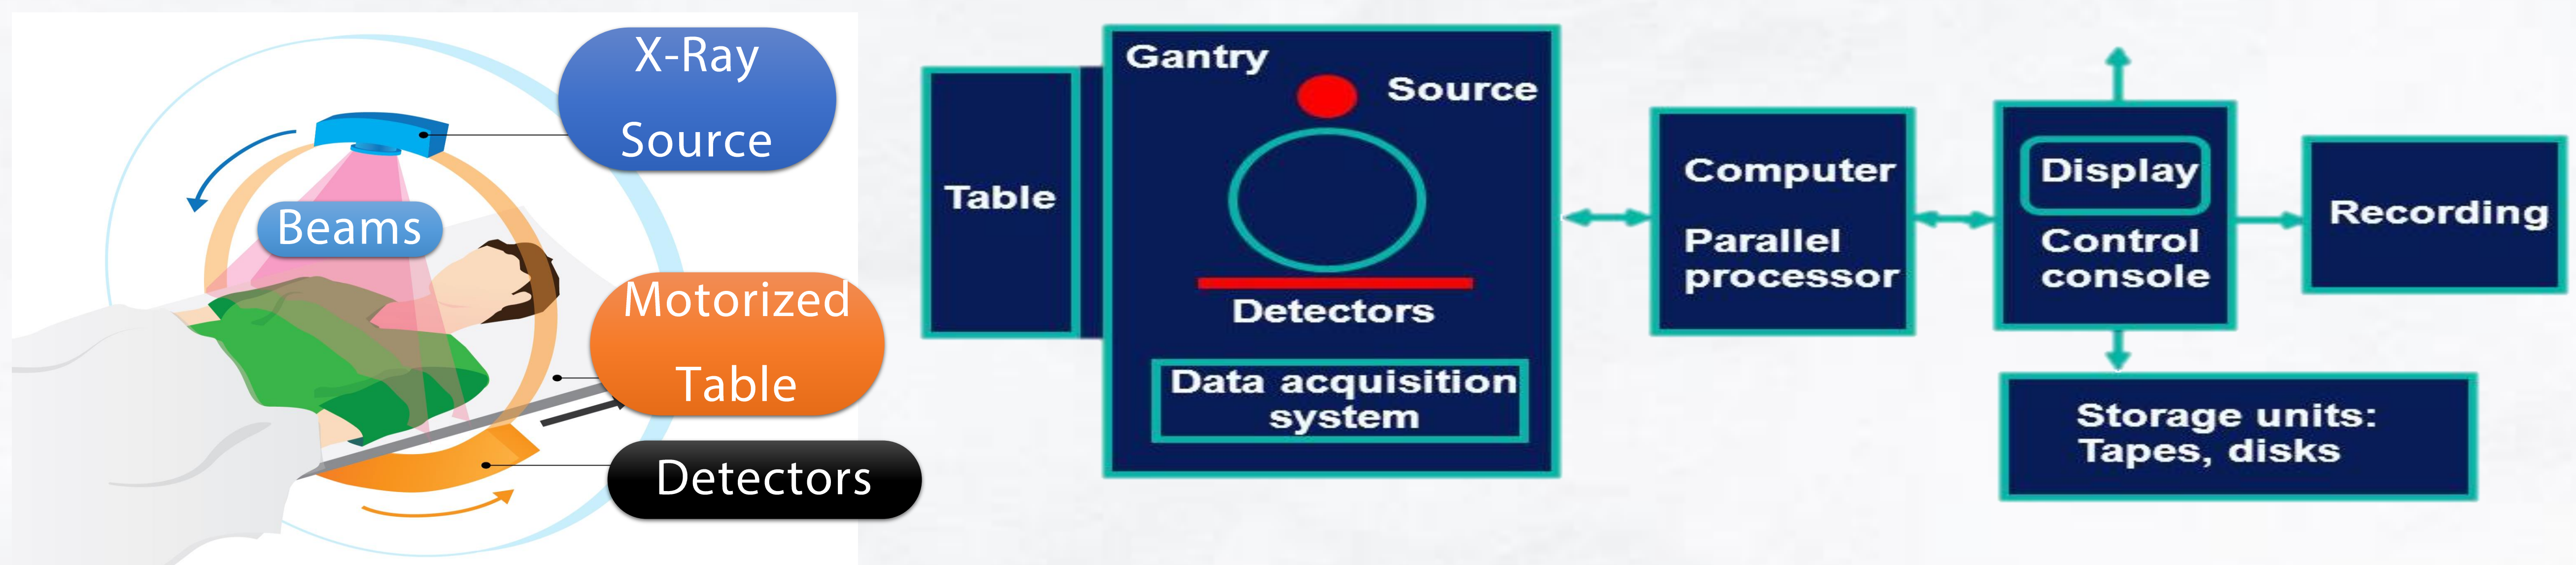 X-Ray
Source
Beams
Motorized
Table
Detectors
Table
Gantry
Source
Detectors
Data acquisition
system
Computer
Parallel
processor
Display
Control
console
Recording
Storage units:
Tapes, disks